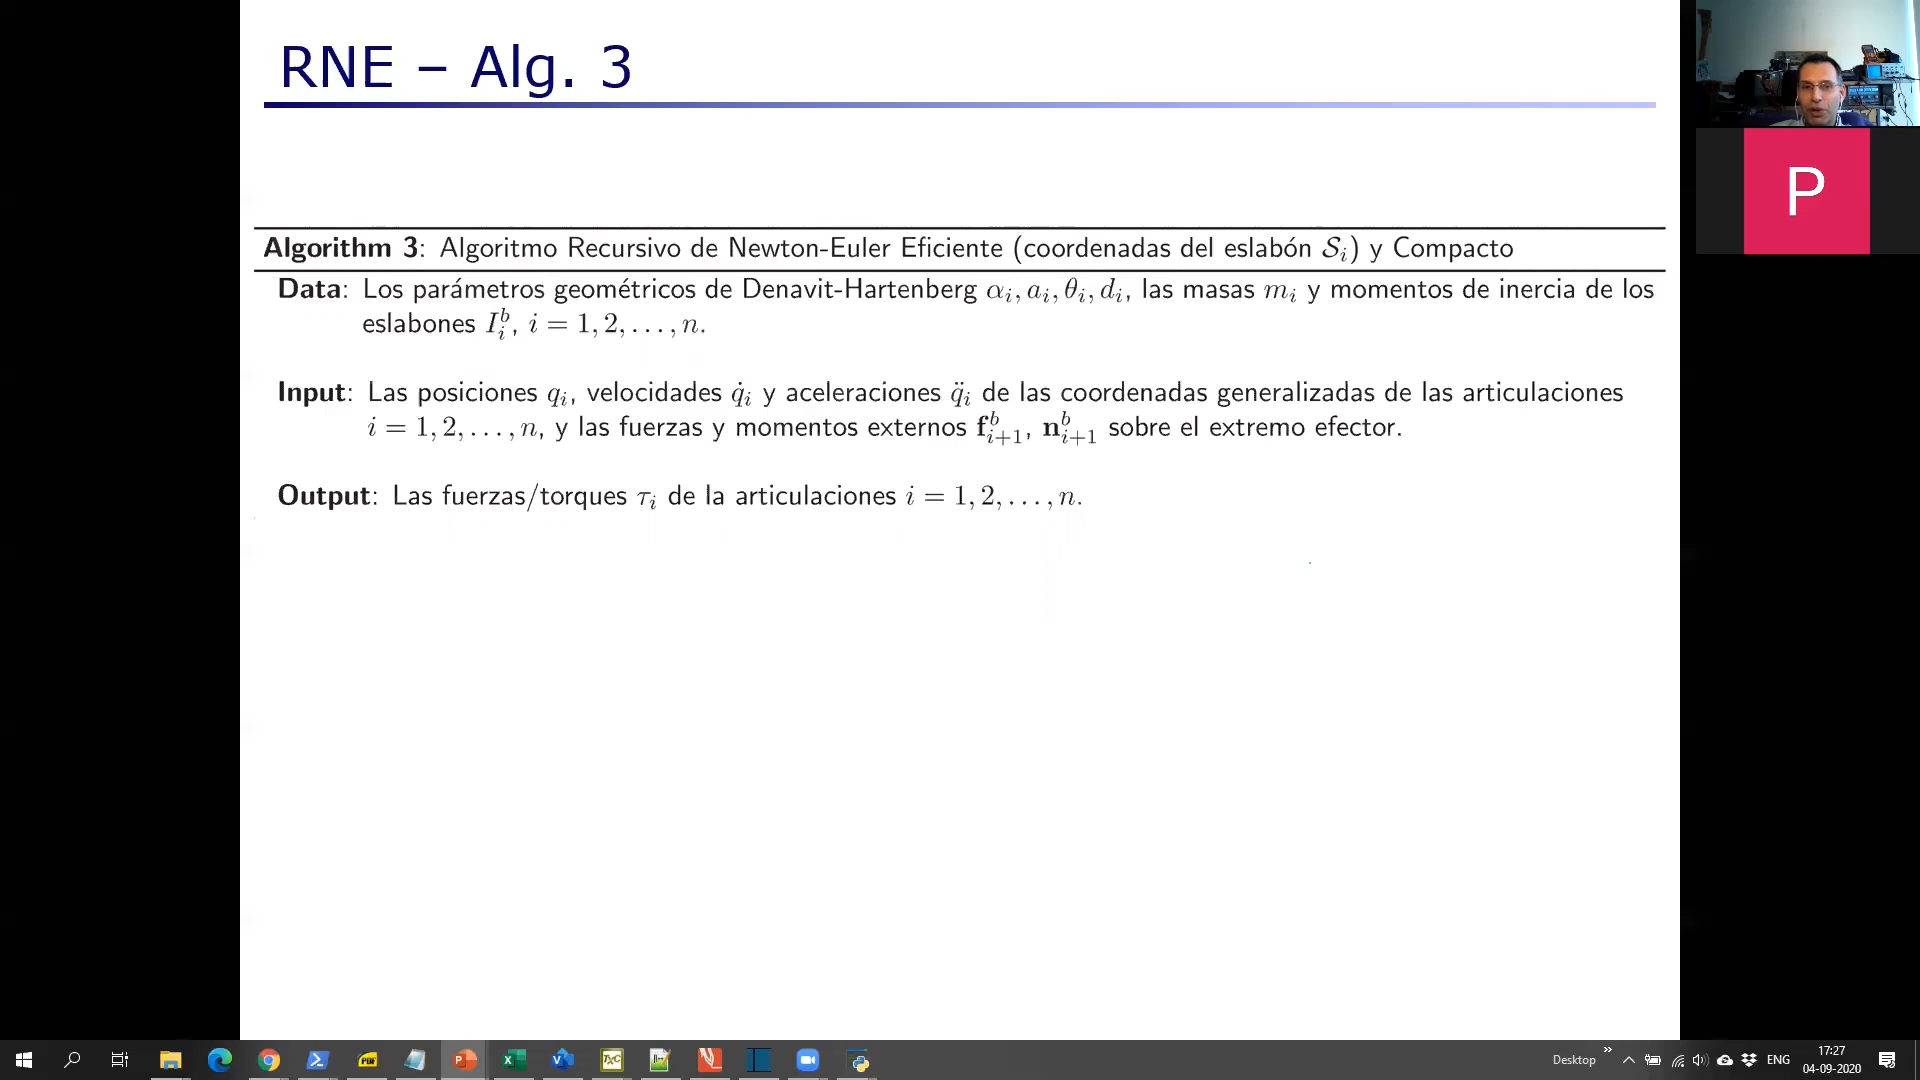 RNE – Alg. 3
Algorithm 3: Algoritmo Recursivo de Newton-Euler Eficiente (coordenadas del eslabón 𝒮ᵢ) y Compacto
Data: Los parámetros geométricos de Denavit-Hartenberg αᵢ, aᵢ, θᵢ, dᵢ, las masas mᵢ y momentos de inercia de los
eslabones I_i^b, i = 1, 2, . . . , n.
Input: Las posiciones qᵢ, velocidades q̇ᵢ y aceleraciones q̈ᵢ de las coordenadas generalizadas de las articulaciones
i = 1, 2, . . . , n, y las fuerzas y momentos externos f_{i+1}^b, n_{i+1}^b sobre el extremo efector.
Output: Las fuerzas/torques τᵢ de la articulaciones i = 1, 2, . . . , n.
P
Desktop
ENG
17:27
04-09-2020